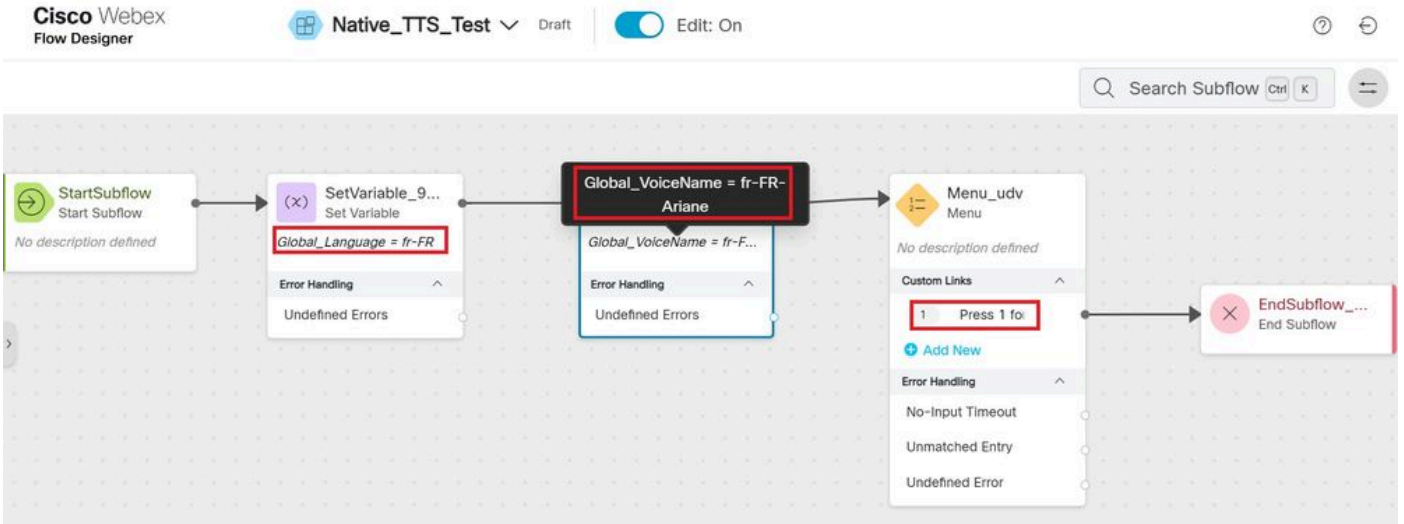 Cisco Webex
Flow Designer
Native_TTS_Test
Draft
Edit: On
Search Subflow Ctrl K
StartSubflow
Start Subflow
No description defined
SetVariable_9...
Set Variable
Global_Language = fr-FR
Error Handling
Undefined Errors
Global_VoiceName = fr-FR-
Ariane
Global_VoiceName = fr-F...
Error Handling
Undefined Errors
Menu_udv
Menu
No description defined
Custom Links
1 Press 1 fo
Add New
Error Handling
No-Input Timeout
Unmatched Entry
Undefined Error
EndSubflow_...
End Subflow